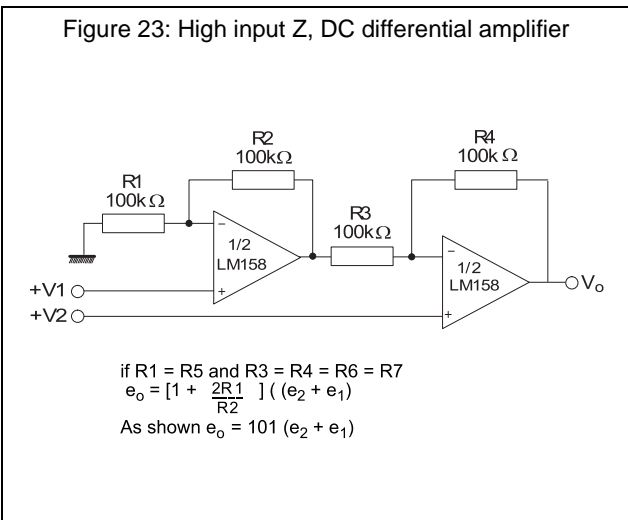 Figure 23: High input Z, DC differential amplifier
R2
100kΩ
R4
100kΩ
R1
100kΩ
R3
100kΩ
−
1/2
LM158
+
−
1/2
LM158
+
Vo
+V1
+V2
if R1 = R5 and R3 = R4 = R6 = R7
eo = [1 + 2R1/R2 ] ( (e2 + e1)
As shown eo = 101 (e2 + e1)